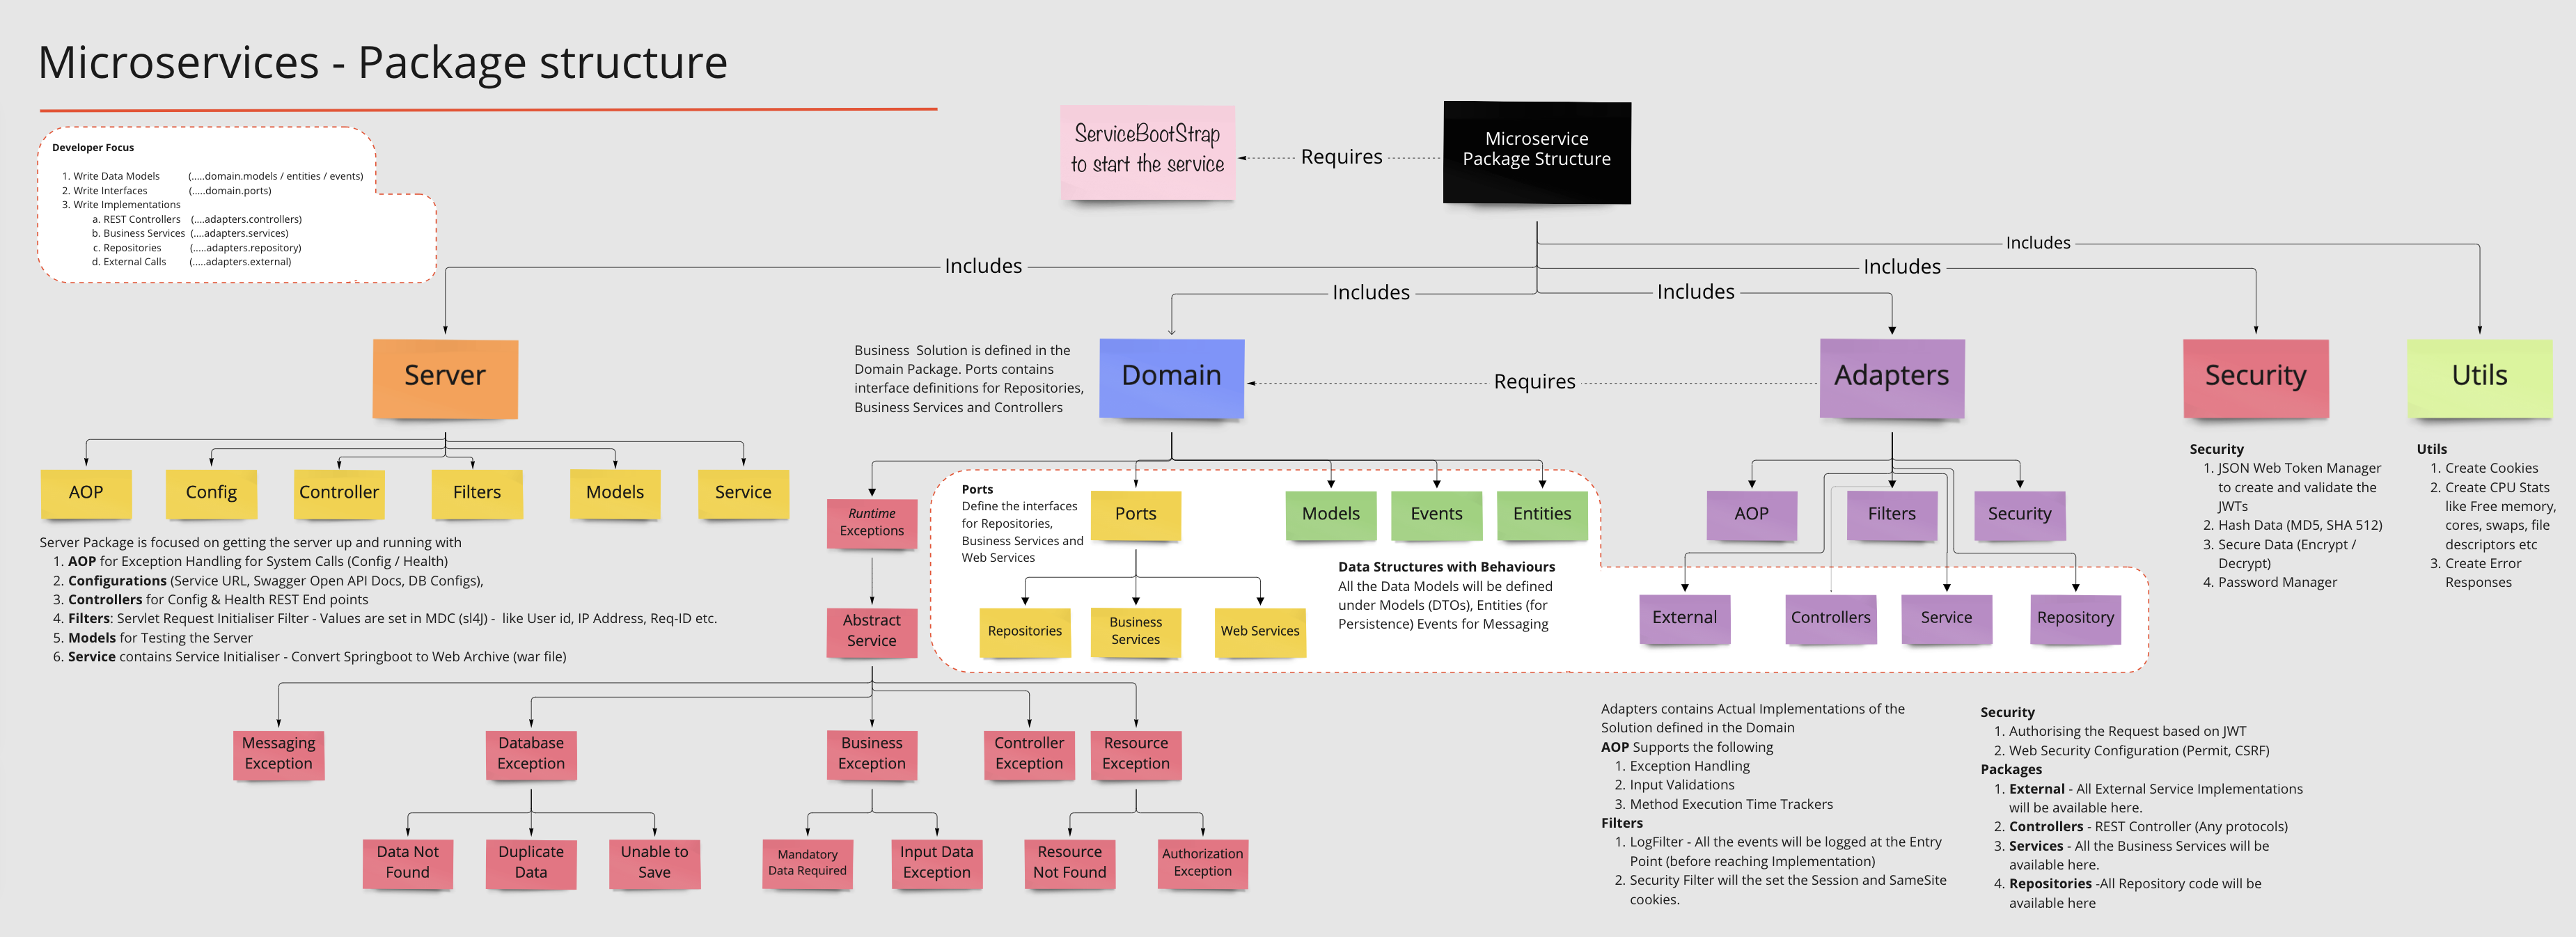 Microservices - Package structure
Developer Focus
1. Write Data Models (.....domain.models / entities / events)
2. Write Interfaces (.....domain.ports)
3. Write Implementations
a. REST Controllers (....adapters.controllers)
b. Business Services (....adapters.services)
c. Repositories (.....adapters.repository)
d. External Calls (.....adapters.external)
ServiceBootStrap
to start the service
Requires
Microservice
Package Structure
Includes
Includes
Includes
Includes
Includes
Server
Business Solution is defined in the
Domain Package. Ports contains
interface definitions for Repositories,
Business Services and Controllers
Domain
Requires
Adapters
Security
Utils
AOP
Config
Controller
Filters
Models
Service
Server Package is focused on getting the server up and running with
1. AOP for Exception Handling for System Calls (Config / Health)
2. Configurations (Service URL, Swagger Open API Docs, DB Configs),
3. Controllers for Config & Health REST End points
4. Filters: Servlet Request Initialiser Filter - Values are set in MDC (sl4J) - like User id, IP Address, Req-ID etc.
5. Models for Testing the Server
6. Service contains Service Initialiser - Convert Springboot to Web Archive (war file)
Runtime
Exceptions
Abstract
Service
Ports
Define the interfaces
for Repositories,
Business Services and
Web Services
Ports
Models
Events
Entities
Repositories
Business
Services
Web Services
Data Structures with Behaviours
All the Data Models will be defined
under Models (DTOs), Entities (for
Persistence) Events for Messaging
AOP
Filters
Security
External
Controllers
Service
Repository
Security
1. JSON Web Token Manager
to create and validate the
JWTs
2. Hash Data (MD5, SHA 512)
3. Secure Data (Encrypt /
Decrypt)
4. Password Manager
Utils
1. Create Cookies
2. Create CPU Stats
like Free memory,
cores, swaps, file
descriptors etc
3. Create Error
Responses
Messaging
Exception
Database
Exception
Business
Exception
Controller
Exception
Resource
Exception
Data Not
Found
Duplicate
Data
Unable to
Save
Mandatory
Data Required
Input Data
Exception
Resource
Not Found
Authorization
Exception
Adapters contains Actual Implementations of the
Solution defined in the Domain
AOP Supports the following
1. Exception Handling
2. Input Validations
3. Method Execution Time Trackers
Filters
1. LogFilter - All the events will be logged at the Entry
Point (before reaching Implementation)
2. Security Filter will the set the Session and SameSite
cookies.
Security
1. Authorising the Request based on JWT
2. Web Security Configuration (Permit, CSRF)
Packages
1. External - All External Service Implementations
will be available here.
2. Controllers - REST Controller (Any protocols)
3. Services - All the Business Services will be
available here.
4. Repositories -All Repository code will be
available here